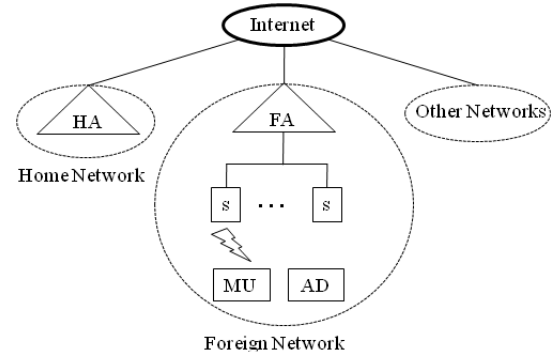 Internet
HA
FA
Other Networks
Home Network
s ... s
MU AD
Foreign Network